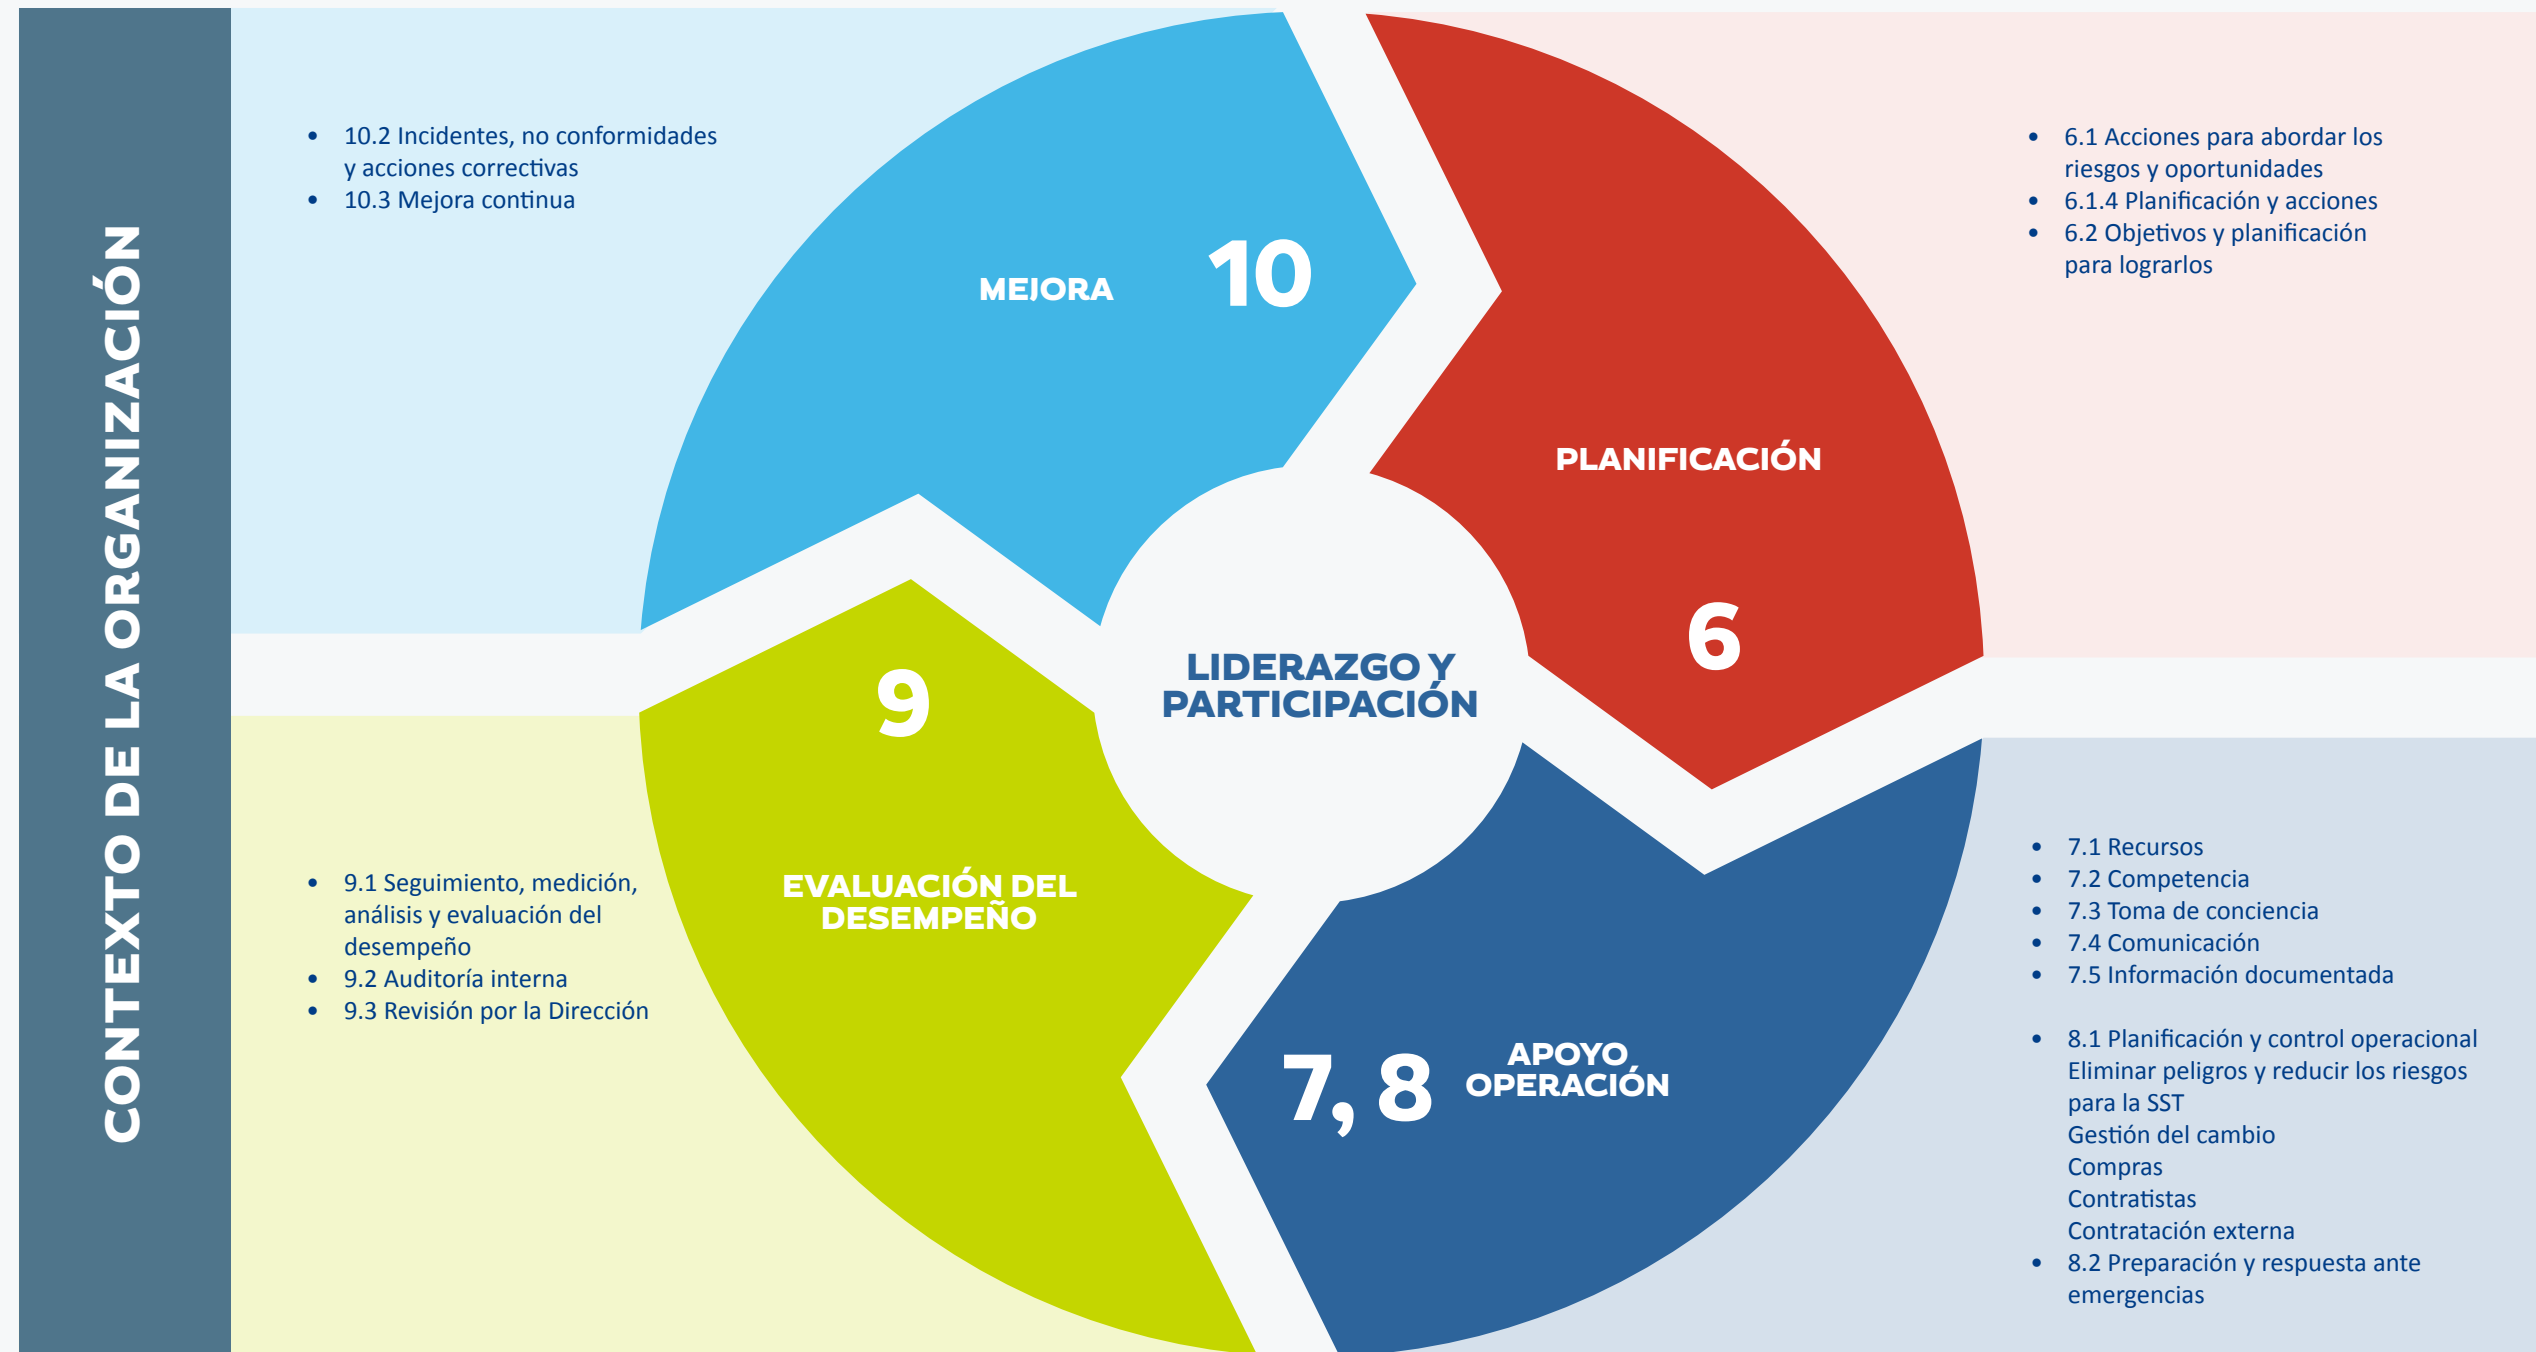 CONTEXTO DE LA ORGANIZACIÓN
• 10.2 Incidentes, no conformidades
y acciones correctivas
• 10.3 Mejora continua
MEJORA
10
PLANIFICACIÓN
6
• 6.1 Acciones para abordar los
riesgos y oportunidades
• 6.1.4 Planificación y acciones
• 6.2 Objetivos y planificación
para lograrlos
LIDERAZGO Y
PARTICIPACIÓN
• 9.1 Seguimiento, medición,
análisis y evaluación del
desempeño
• 9.2 Auditoría interna
• 9.3 Revisión por la Dirección
9
EVALUACIÓN DEL
DESEMPEÑO
7, 8
APOYO
OPERACIÓN
• 7.1 Recursos
• 7.2 Competencia
• 7.3 Toma de conciencia
• 7.4 Comunicación
• 7.5 Información documentada
• 8.1 Planificación y control operacional
Eliminar peligros y reducir los riesgos
para la SST
Gestión del cambio
Compras
Contratistas
Contratación externa
• 8.2 Preparación y respuesta ante
emergencias